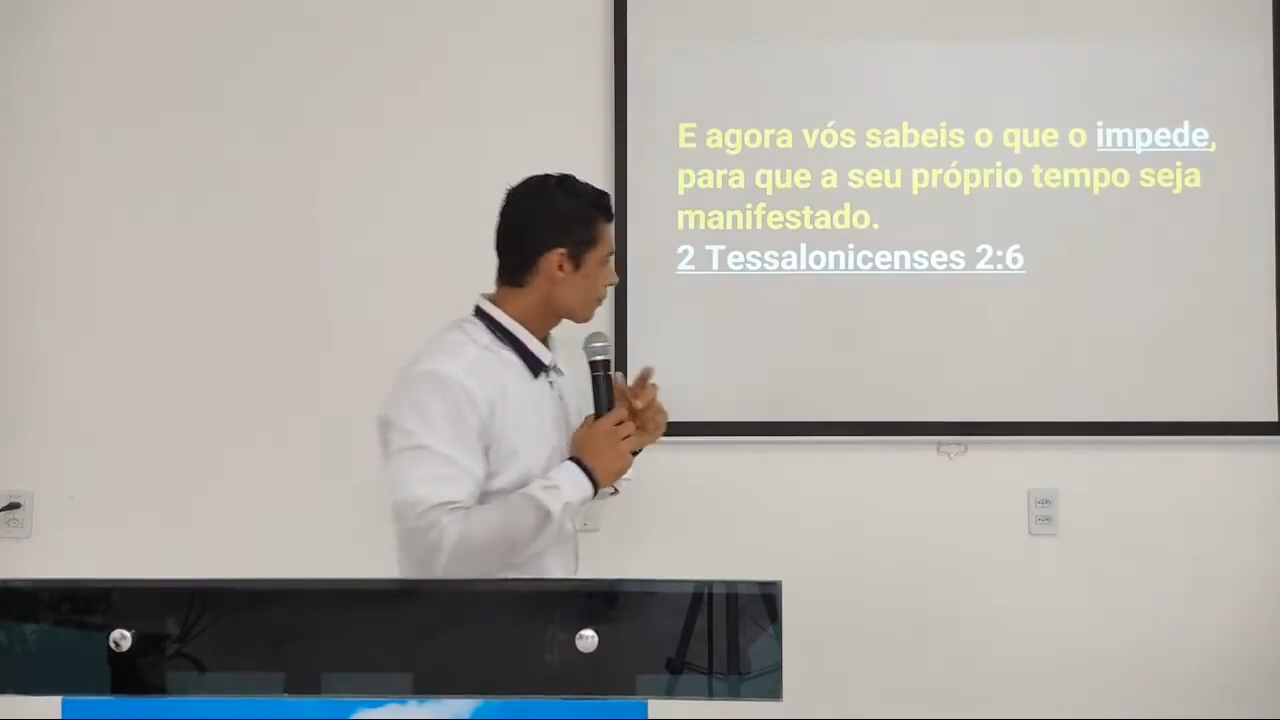 E agora vós sabeis o que o impede,
para que a seu próprio tempo seja
manifestado.
2 Tessalonicenses 2:6